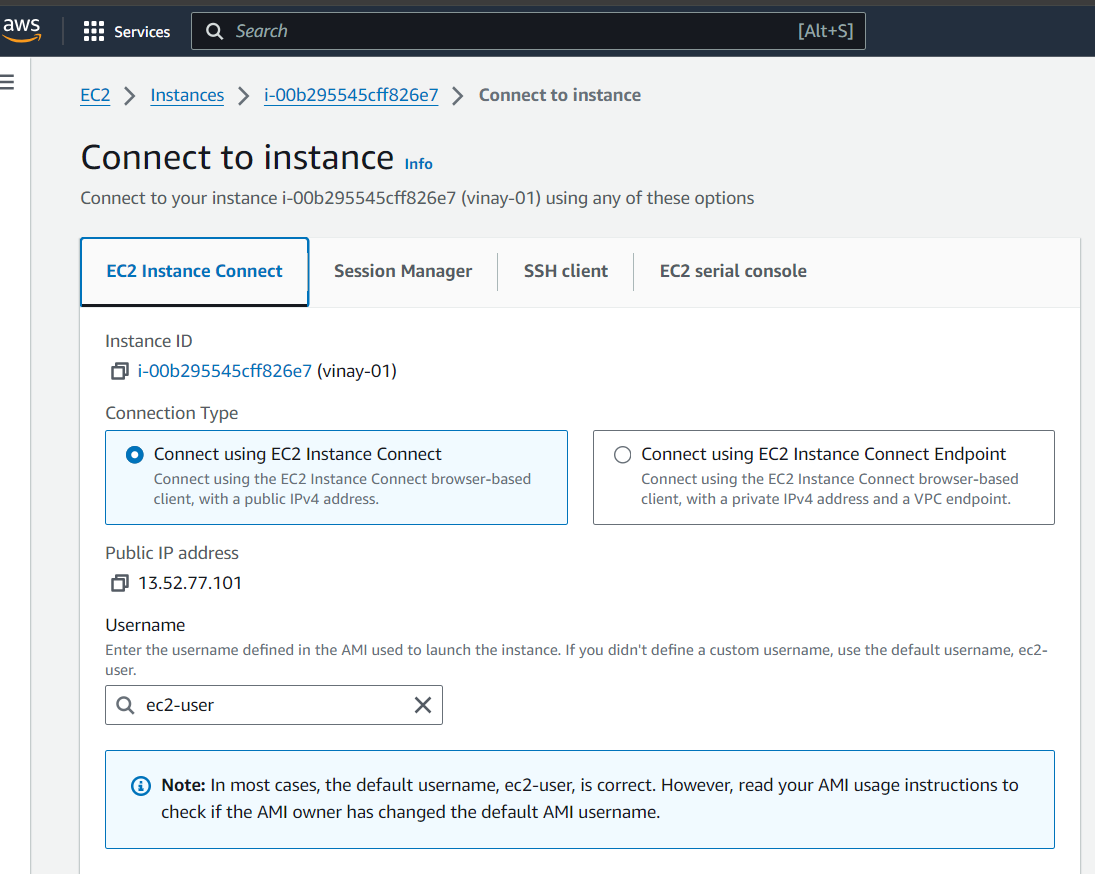 aws
Services
Search
[Alt+S]
EC2 > Instances > i-00b295545cff826e7 > Connect to instance
Connect to instance Info
Connect to your instance i-00b295545cff826e7 (vinay-01) using any of these options
EC2 Instance Connect
Session Manager
SSH client
EC2 serial console
Instance ID
i-00b295545cff826e7 (vinay-01)
Connection Type
Connect using EC2 Instance Connect
Connect using the EC2 Instance Connect browser-based
client, with a public IPv4 address.
Connect using EC2 Instance Connect Endpoint
Connect using the EC2 Instance Connect browser-based
client, with a private IPv4 address and a VPC endpoint.
Public IP address
13.52.77.101
Username
Enter the username defined in the AMI used to launch the instance. If you didn't define a custom username, use the default username, ec2-
user.
ec2-user
Note: In most cases, the default username, ec2-user, is correct. However, read your AMI usage instructions to
check if the AMI owner has changed the default AMI username.